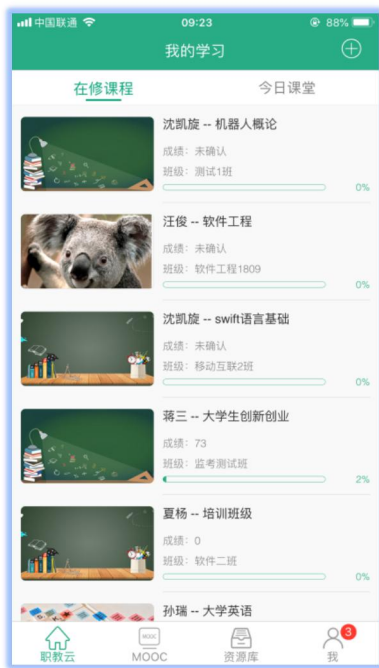 中国联通
09:23
88%
我的学习
在修课程
今日课堂
沈凯旋 -- 机器人概论
成绩：未确认
班级：测试1班
0%
汪俊 -- 软件工程
成绩：未确认
班级：软件工程1809
0%
沈凯旋 -- swift语言基础
成绩：未确认
班级：移动互联2班
0%
蒋三 -- 大学生创新创业
成绩：73
班级：监考测试班
2%
夏杨 -- 培训班级
成绩：0
班级：软件二班
0%
孙瑞 -- 大学英语
职教云
MOOC
MOOC
资源库
3
我